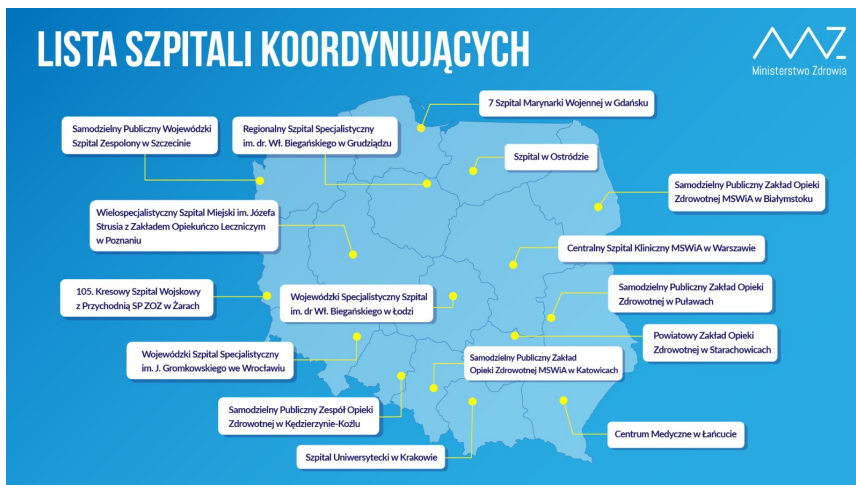 LISTA SZPITALI KOORDYNUJĄCYCH
Ministerstwo Zdrowia
7 Szpital Marynarki Wojennej w Gdańsku
Samodzielny Publiczny Wojewódzki
Szpital Zespolony w Szczecinie
Regionalny Szpital Specjalistyczny
im. dr. Wł. Biegańskiego w Grudziądzu
Szpital w Ostródzie
Samodzielny Publiczny Zakład Opieki
Zdrowotnej MSWiA w Białymstoku
Wielospecjalistyczny Szpital Miejski im. Józefa
Strusia z Zakładem Opiekuńczo Leczniczym
w Poznaniu
Centralny Szpital Kliniczny MSWiA w Warszawie
105. Kresowy Szpital Wojskowy
z Przychodnią SP ZOZ w Żarach
Wojewódzki Specjalistyczny Szpital
im. dr Wł. Biegańskiego w Łodzi
Samodzielny Publiczny Zakład Opieki
Zdrowotnej w Puławach
Powiatowy Zakład Opieki
Zdrowotnej w Starachowicach
Wojewódzki Szpital Specjalistyczny
im. J. Gromkowskiego we Wrocławiu
Samodzielny Publiczny Zakład
Opieki Zdrowotnej MSWiA w Katowicach
Samodzielny Publiczny Zespół Opieki
Zdrowotnej w Kędzierzynie-Koźlu
Centrum Medyczne w Łańcucie
Szpital Uniwersytecki w Krakowie